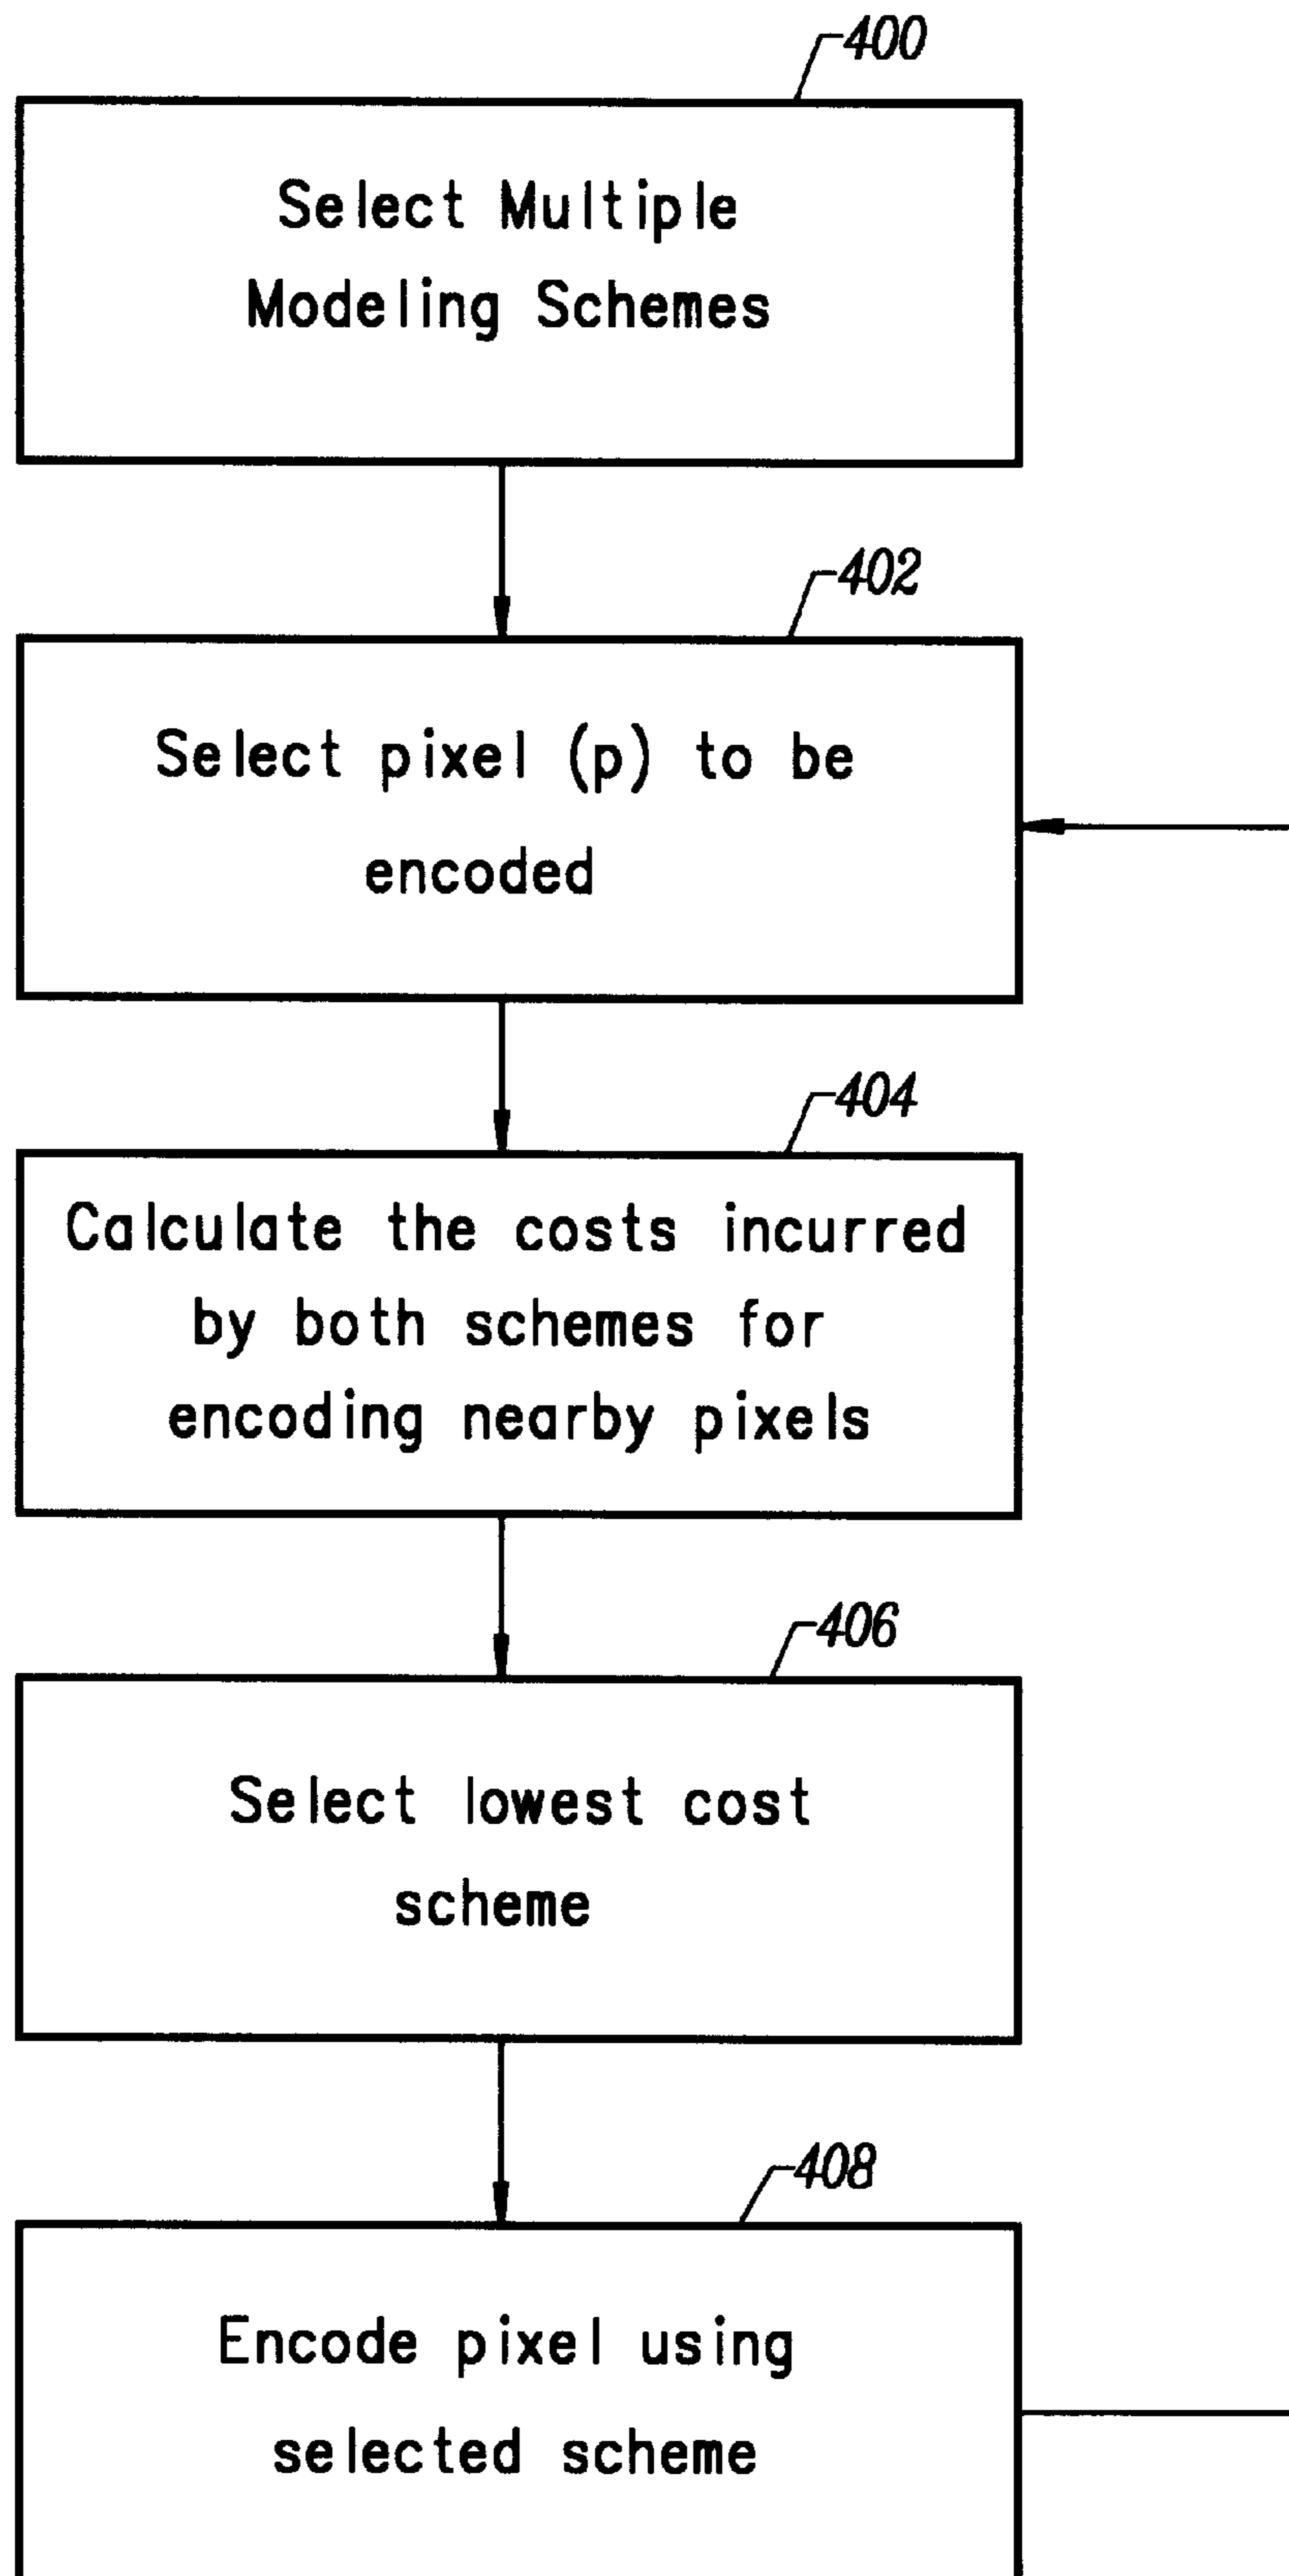 400
Select Multiple
Modeling Schemes
402
Select pixel (p) to be
encoded
404
Calculate the costs incurred
by both schemes for
encoding nearby pixels
406
Select lowest cost
scheme
408
Encode pixel using
selected scheme